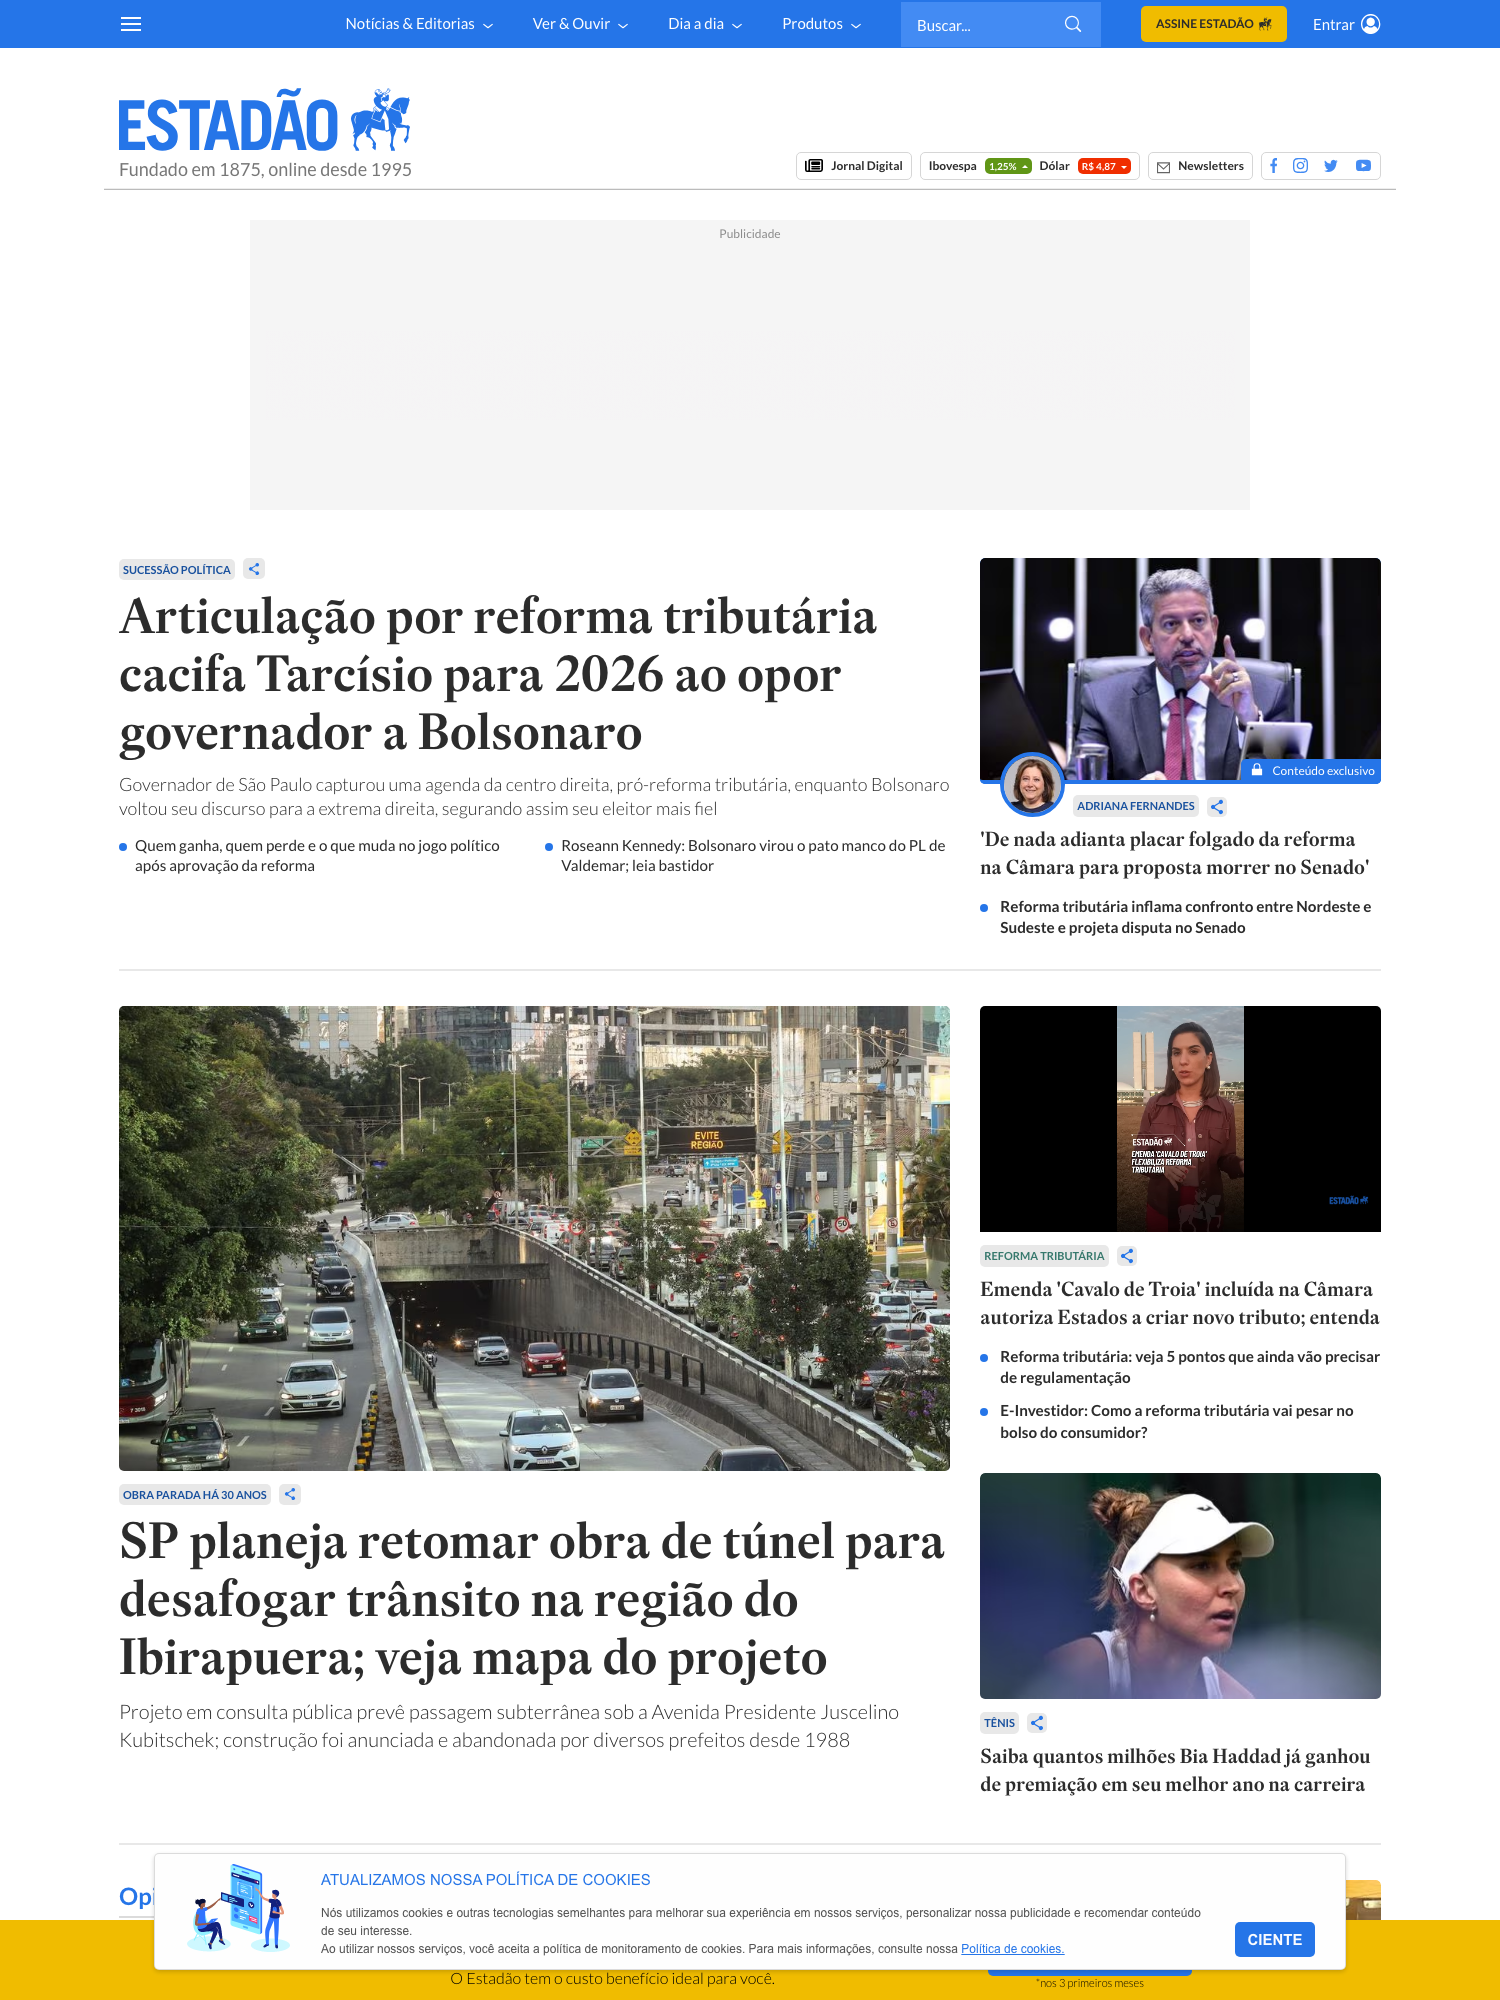 Notícias & Editorias
Ver & Ouvir
Dia a dia
Produtos
Buscar...
ASSINE ESTADÃO
Entrar
ESTADÃO
Fundado em 1875, online desde 1995
Jornal Digital
Ibovespa 1,25% Dólar R$ 4,87
Newsletters
Publicidade
SUCESSÃO POLÍTICA
Articulação por reforma tributária
cacifa Tarcísio para 2026 ao opor
governador a Bolsonaro
Governador de São Paulo capturou uma agenda da centro direita, pró-reforma tributária, enquanto Bolsonaro
voltou seu discurso para a extrema direita, segurando assim seu eleitor mais fiel
Quem ganha, quem perde e o que muda no jogo político
após aprovação da reforma
Roseann Kennedy: Bolsonaro virou o pato manco do PL de
Valdemar; leia bastidor
Conteúdo exclusivo
ADRIANA FERNANDES
'De nada adianta placar folgado da reforma
na Câmara para proposta morrer no Senado'
Reforma tributária inflama confronto entre Nordeste e
Sudeste e projeta disputa no Senado
EVITE
REGIÃO
50
OBRA PARADA HÁ 30 ANOS
SP planeja retomar obra de túnel para
desafogar trânsito na região do
Ibirapuera; veja mapa do projeto
Projeto em consulta pública prevê passagem subterrânea sob a Avenida Presidente Juscelino
Kubitschek; construção foi anunciada e abandonada por diversos prefeitos desde 1988
ESTADÃO
EMENDA 'CAVALO DE TROIA'
FLEXIBILIZA REFORMA
TRIBUTÁRIA
ESTADÃO
REFORMA TRIBUTÁRIA
Emenda 'Cavalo de Troia' incluída na Câmara
autoriza Estados a criar novo tributo; entenda
Reforma tributária: veja 5 pontos que ainda vão precisar
de regulamentação
E-Investidor: Como a reforma tributária vai pesar no
bolso do consumidor?
TÊNIS
Saiba quantos milhões Bia Haddad já ganhou
de premiação em seu melhor ano na carreira
Opi
ATUALIZAMOS NOSSA POLÍTICA DE COOKIES
Nós utilizamos cookies e outras tecnologias semelhantes para melhorar sua experiência em nossos serviços, personalizar nossa publicidade e recomendar conteúdo
de seu interesse.
Ao utilizar nossos serviços, você aceita a política de monitoramento de cookies. Para mais informações, consulte nossa Política de cookies.
CIENTE
O Estadão tem o custo benefício ideal para você.
*nos 3 primeiros meses